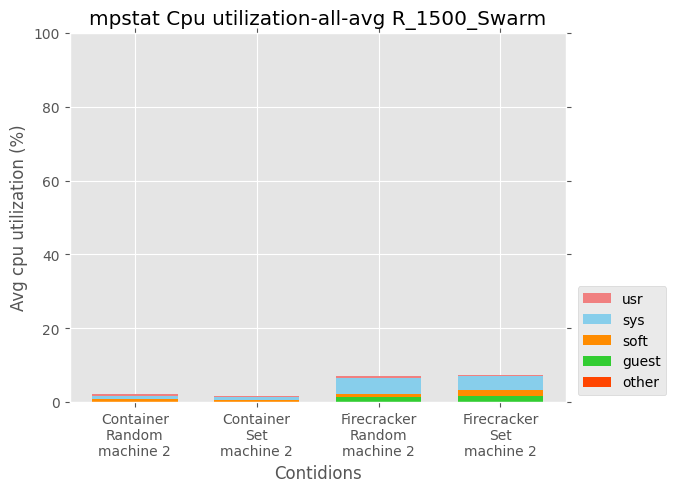 mpstat Cpu utilization-all-avg R_1500_Swarm
Avg cpu utilization (%)
100
80
60
40
20
0
Container
Random
machine 2
Container
Set
machine 2
Firecracker
Random
machine 2
Firecracker
Set
machine 2
Contidions
usr
sys
soft
guest
other